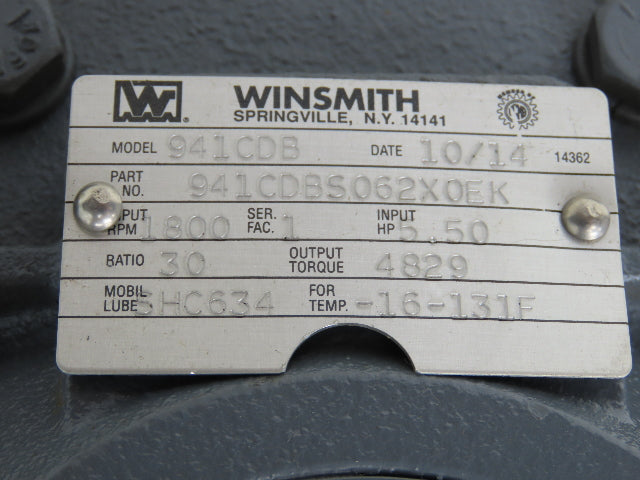 W WINSMITH
SPRINGVILLE, N.Y. 14141
MODEL 941CDB DATE 10/14 14362
PART NO. 941CDBS062X0EK
INPUT RPM 1800 SER. FAC. 1 INPUT HP 5.50
RATIO 30 OUTPUT TORQUE 4829
MOBIL LUBE SHC634 FOR TEMP. -16-131F